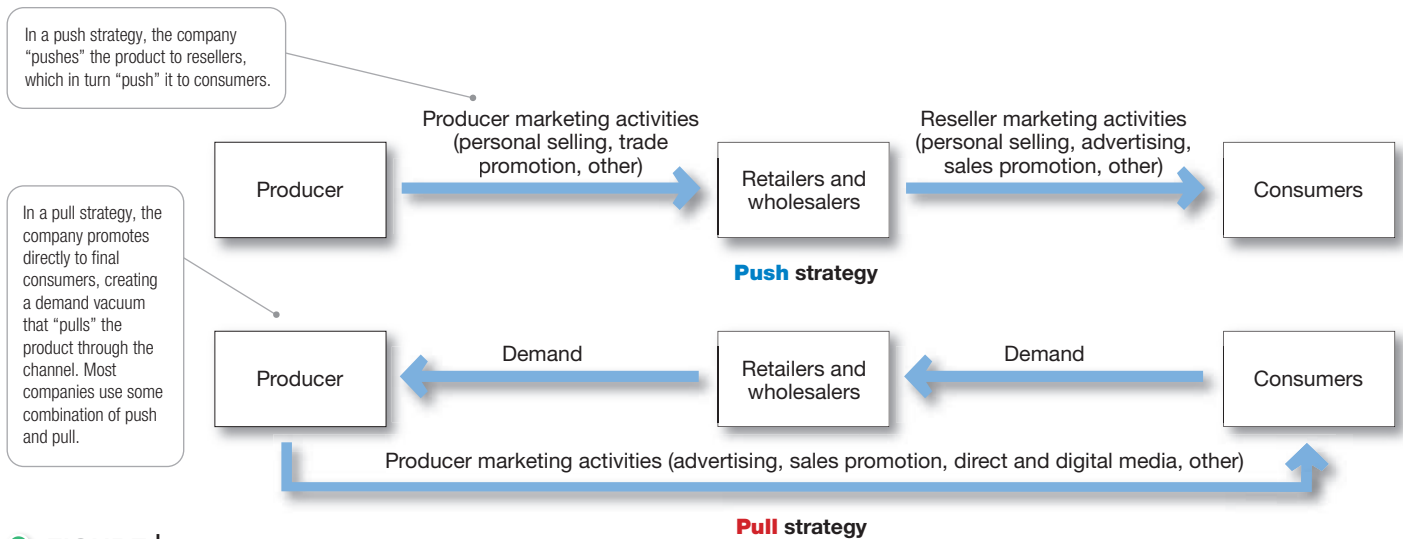 In a push strategy, the company
“pushes” the product to resellers,
which in turn “push” it to consumers.
Producer marketing activities
(personal selling, trade
promotion, other)
Reseller marketing activities
(personal selling, advertising,
sales promotion, other)
Producer
Retailers and
wholesalers
Consumers
Push strategy
In a pull strategy, the
company promotes
directly to final
consumers, creating
a demand vacuum
that “pulls” the
product through the
channel. Most
companies use some
combination of push
and pull.
Producer
Demand
Retailers and
wholesalers
Demand
Consumers
Producer marketing activities (advertising, sales promotion, direct and digital media, other)
Pull strategy